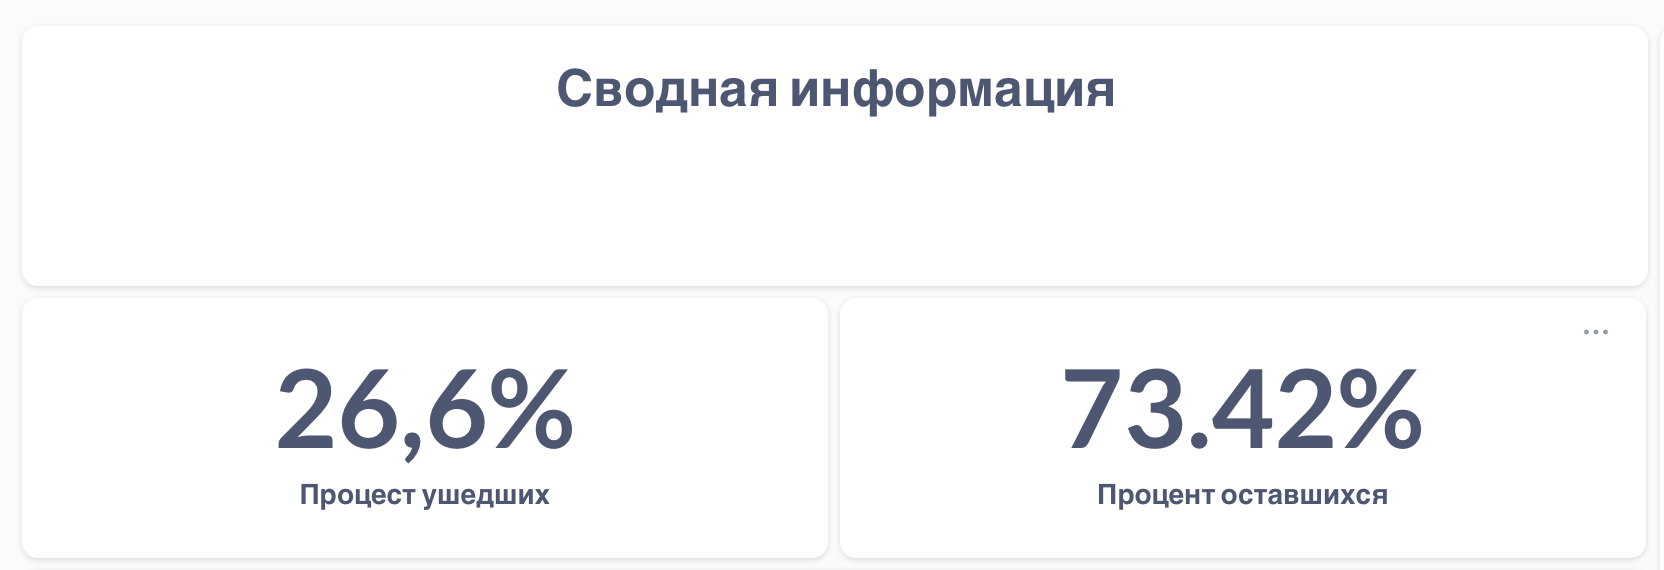 Сводная информация
26,6%
Процест ушедших
73.42%
Процент оставшихся